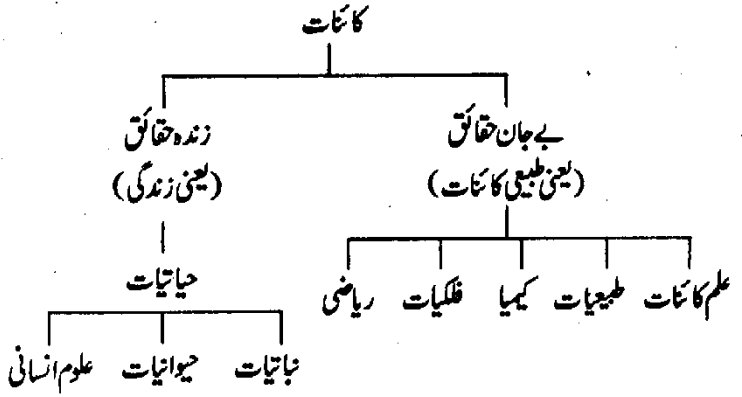 کائنات
بے جان حقائق
(یعنی طبیعی کائنات)
زندہ حقائق
(یعنی زندگی)
علم کائنات طبیعیات کیمیا فلکیات ریاضی
حیاتیات
نباتیات حیوانیات علوم انسانی